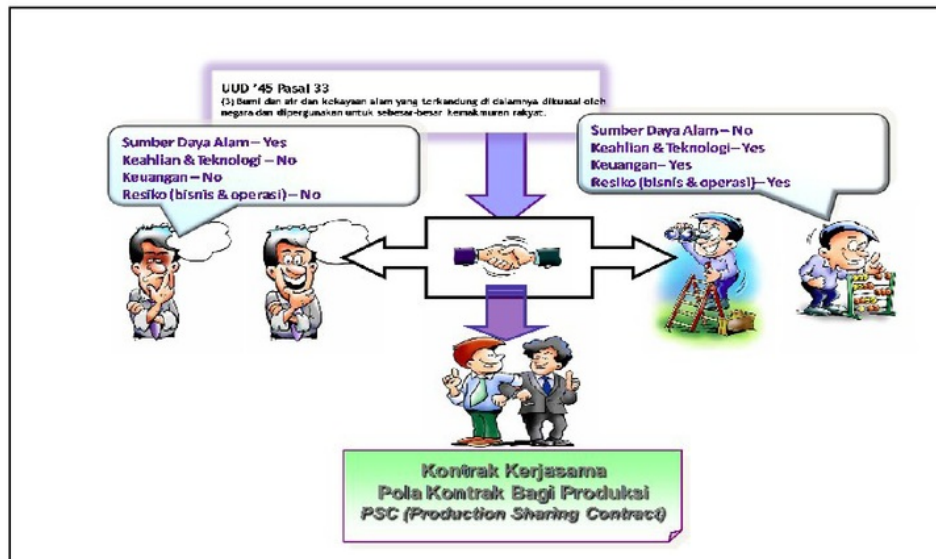 UUD '45 Pasal 33
(3) Bumi dan air dan kekayaan alam yang terkandung di dalamnya dikuasai oleh
negara dan dipergunakan untuk sebesar-besar kemakmuran rakyat.
Sumber Daya Alam – Yes
Keahlian & Teknologi – No
Keuangan – No
Resiko (bisnis & operasi) – No
Sumber Daya Alam – No
Keahlian & Teknologi – Yes
Keuangan – Yes
Resiko (bisnis & operasi) – Yes
Kontrak Kerjasama
Pola Kontrak Bagi Produksi
PSC (Production Sharing Contract)